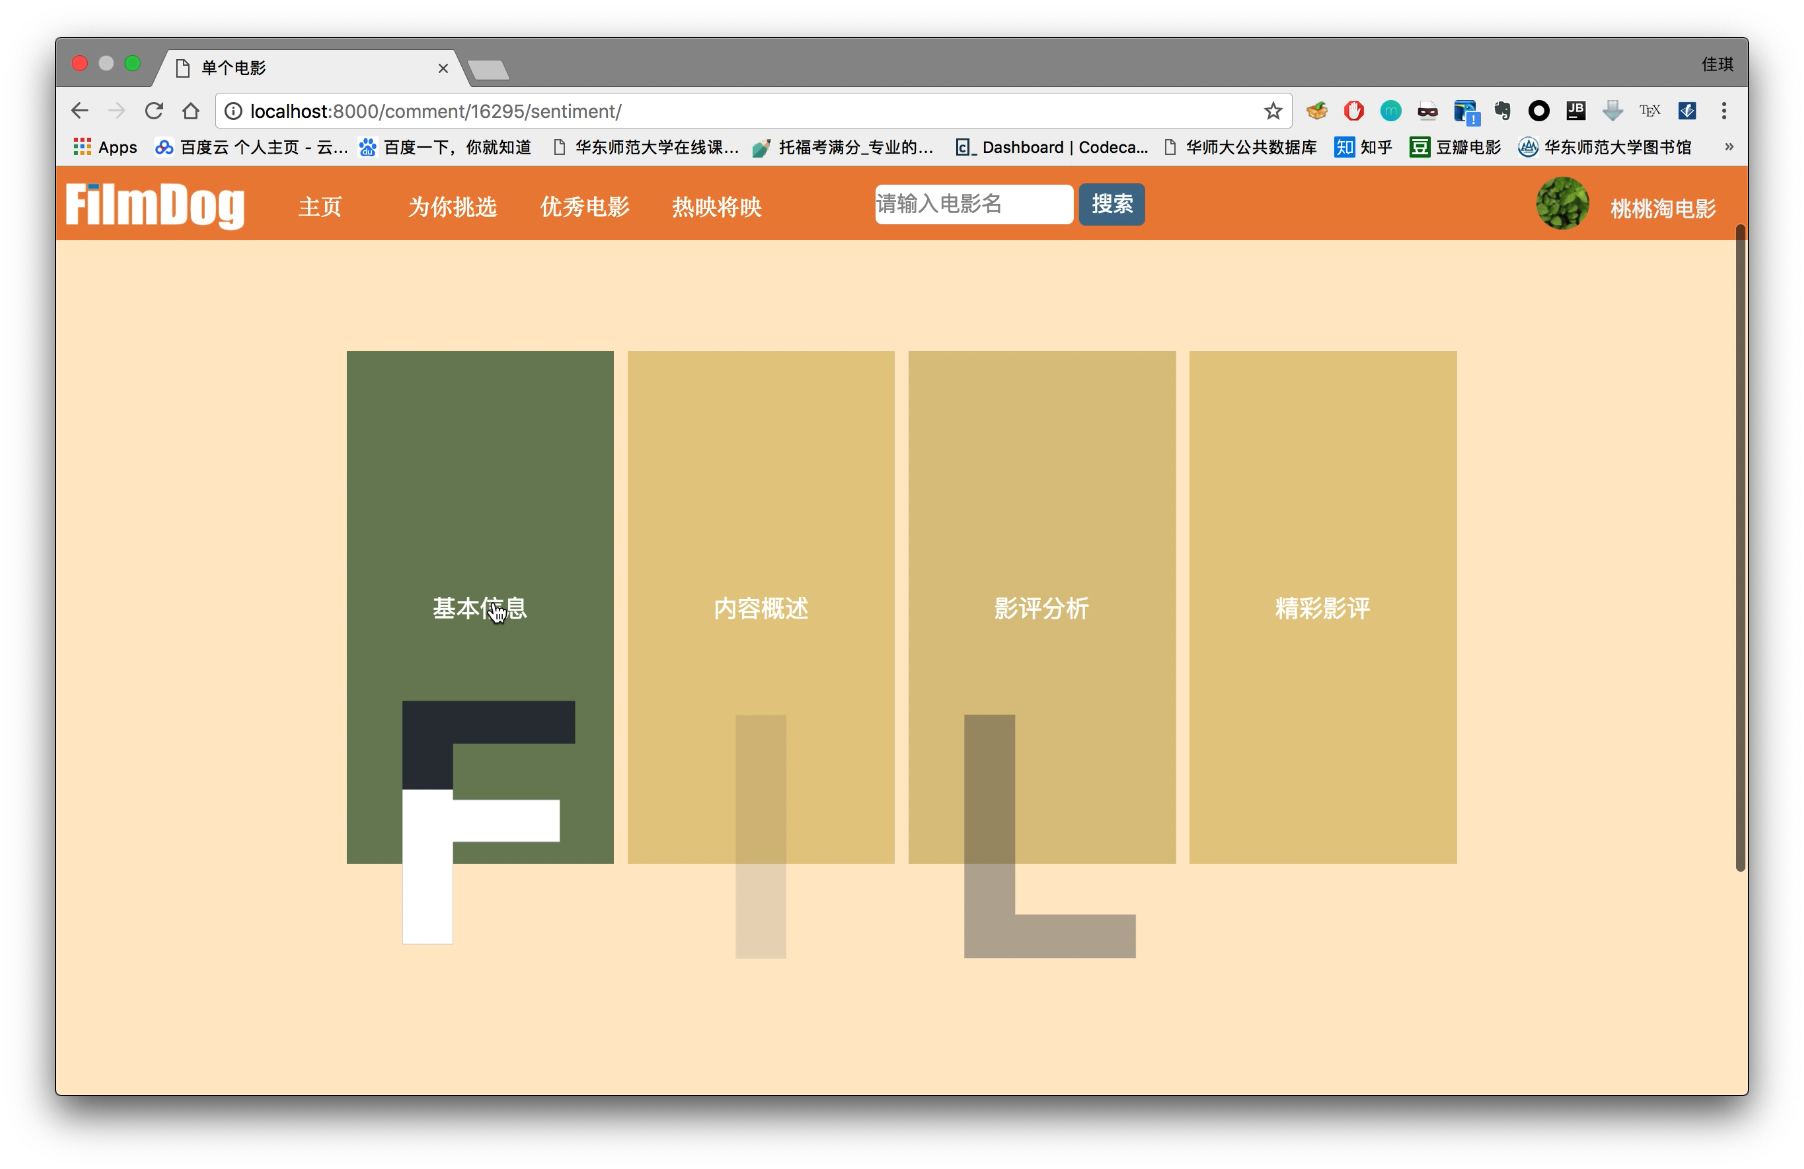 单个电影
佳琪
localhost:8000/comment/16295/sentiment/
JB
TEX
Apps 百度云 个人主页 - 云... 百度一下，你就知道 华东师范大学在线课... 托福考满分_专业的... Dashboard | Codeca... 华师大公共数据库 知 知乎 豆 豆瓣电影 华东师范大学图书馆 »
FilmDog 主页 为你挑选 优秀电影 热映将映 请输入电影名 搜索 桃桃淘电影
基本信息 内容概述 影评分析 精彩影评
F I L